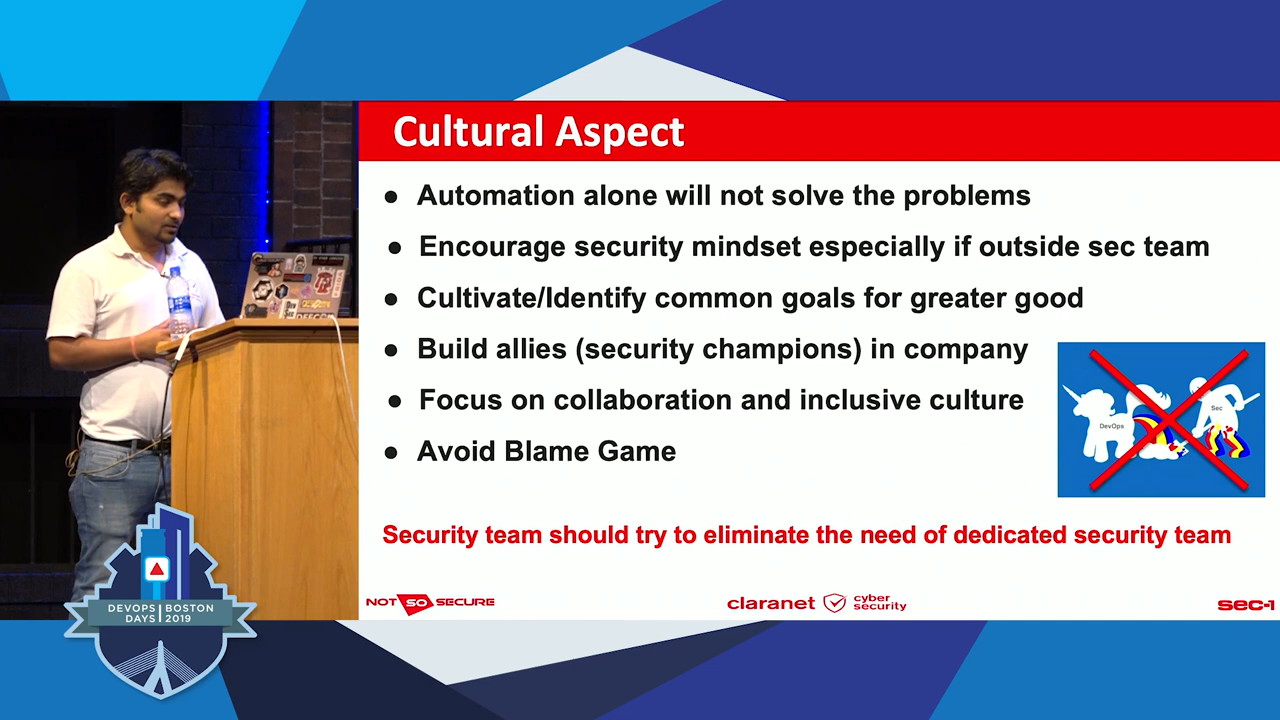 Cultural Aspect
● Automation alone will not solve the problems
● Encourage security mindset especially if outside sec team
● Cultivate/Identify common goals for greater good
● Build allies (security champions) in company
● Focus on collaboration and inclusive culture
● Avoid Blame Game
DevOps
Sec
Security team should try to eliminate the need of dedicated security team
NOT SO SECURE
claranet cyber security
sec-1
DEVOPS DAYS
BOSTON 2019